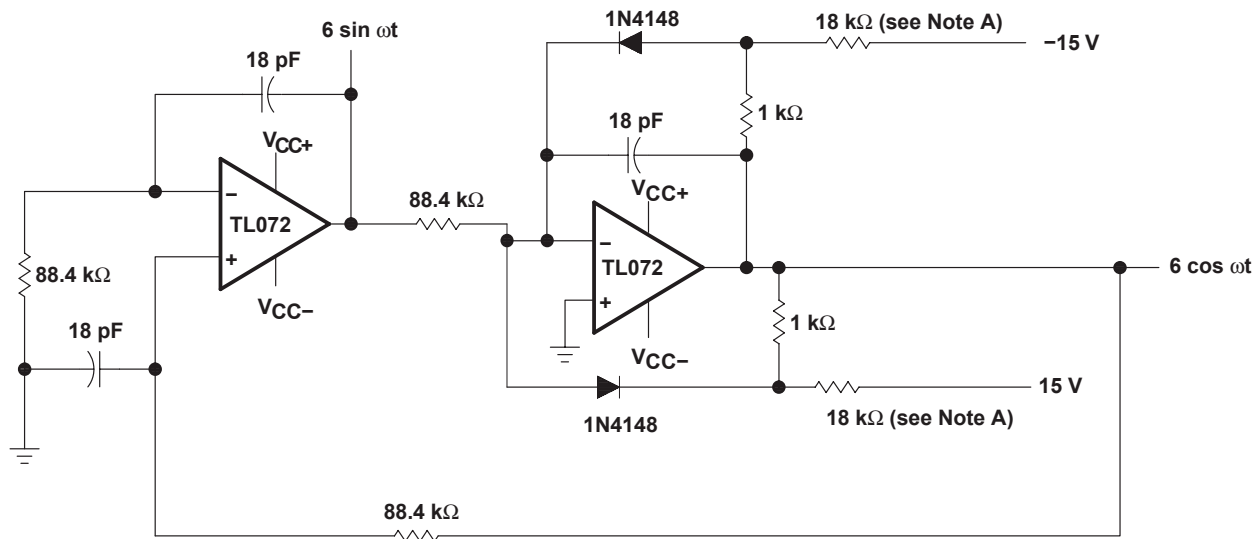 1N4148
18 kΩ (see Note A)
−15 V
6 sin ωt
18 pF
1 kΩ
18 pF
VCC+
−
TL072
+
VCC−
88.4 kΩ
88.4 kΩ
VCC+
−
TL072
+
VCC−
6 cos ωt
1 kΩ
18 pF
15 V
1N4148
18 kΩ (see Note A)
88.4 kΩ